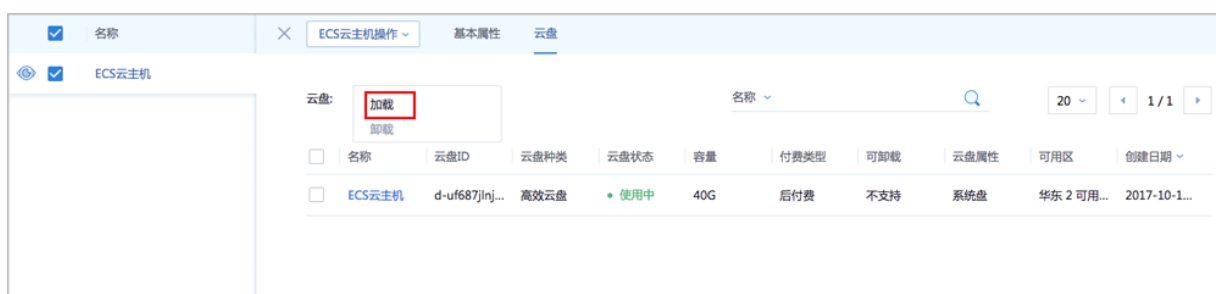 名称 ECS云主机操作 基本属性 云盘
ECS云主机
云盘: 加载 名称 20 1 / 1
卸载
名称 云盘ID 云盘种类 云盘状态 容量 付费类型 可卸载 云盘属性 可用区 创建日期
ECS云主机 d-uf687jlnj... 高效云盘 使用中 40G 后付费 不支持 系统盘 华东 2 可用... 2017-10-1...